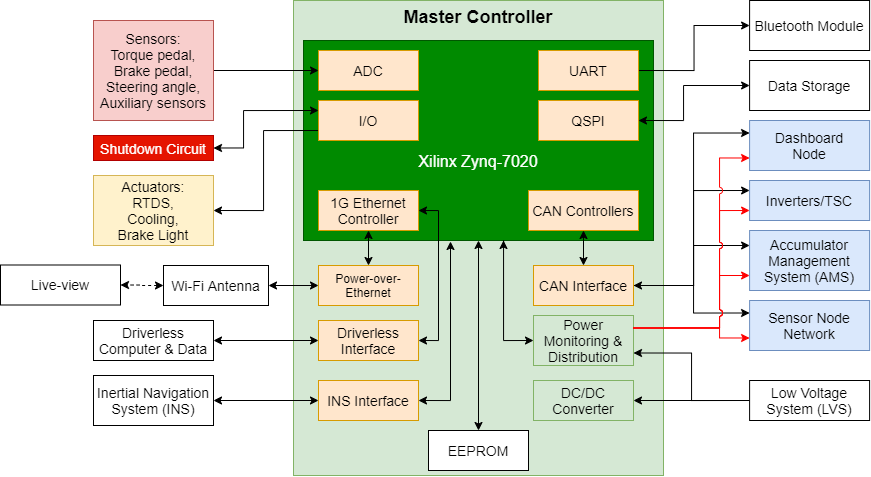 Master Controller
Sensors:
Torque pedal,
Brake pedal,
Steering angle,
Auxiliary sensors
ADC
UART
Bluetooth Module
I/O
QSPI
Data Storage
Shutdown Circuit
Xilinx Zynq-7020
Dashboard
Node
Actuators:
RTDS,
Cooling,
Brake Light
1G Ethernet
Controller
CAN Controllers
Inverters/TSC
Accumulator
Management
System (AMS)
Live-view
Wi-Fi Antenna
Power-over-
Ethernet
CAN Interface
Sensor Node
Network
Driverless
Computer & Data
Driverless
Interface
Power
Monitoring &
Distribution
Inertial Navigation
System (INS)
INS Interface
DC/DC
Converter
Low Voltage
System (LVS)
EEPROM